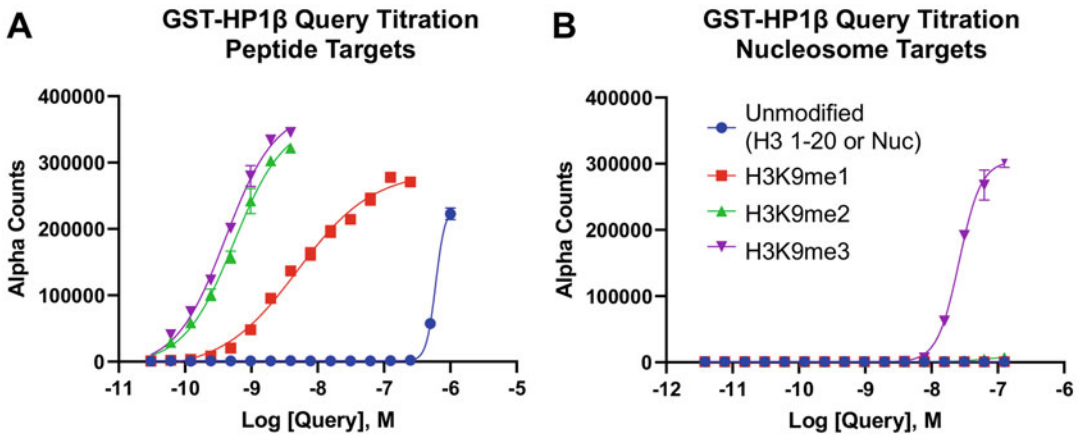 A
GST-HP1β Query Titration
Peptide Targets
400000
300000
200000
100000
0
Alpha Counts
-11
-10
-9
-8
-7
-6
-5
Log [Query], M
B
GST-HP1β Query Titration
Nucleosome Targets
400000
300000
200000
100000
0
Alpha Counts
Unmodified
(H3 1-20 or Nuc)
H3K9me1
H3K9me2
H3K9me3
-12
-11
-10
-9
-8
-7
-6
Log [Query], M